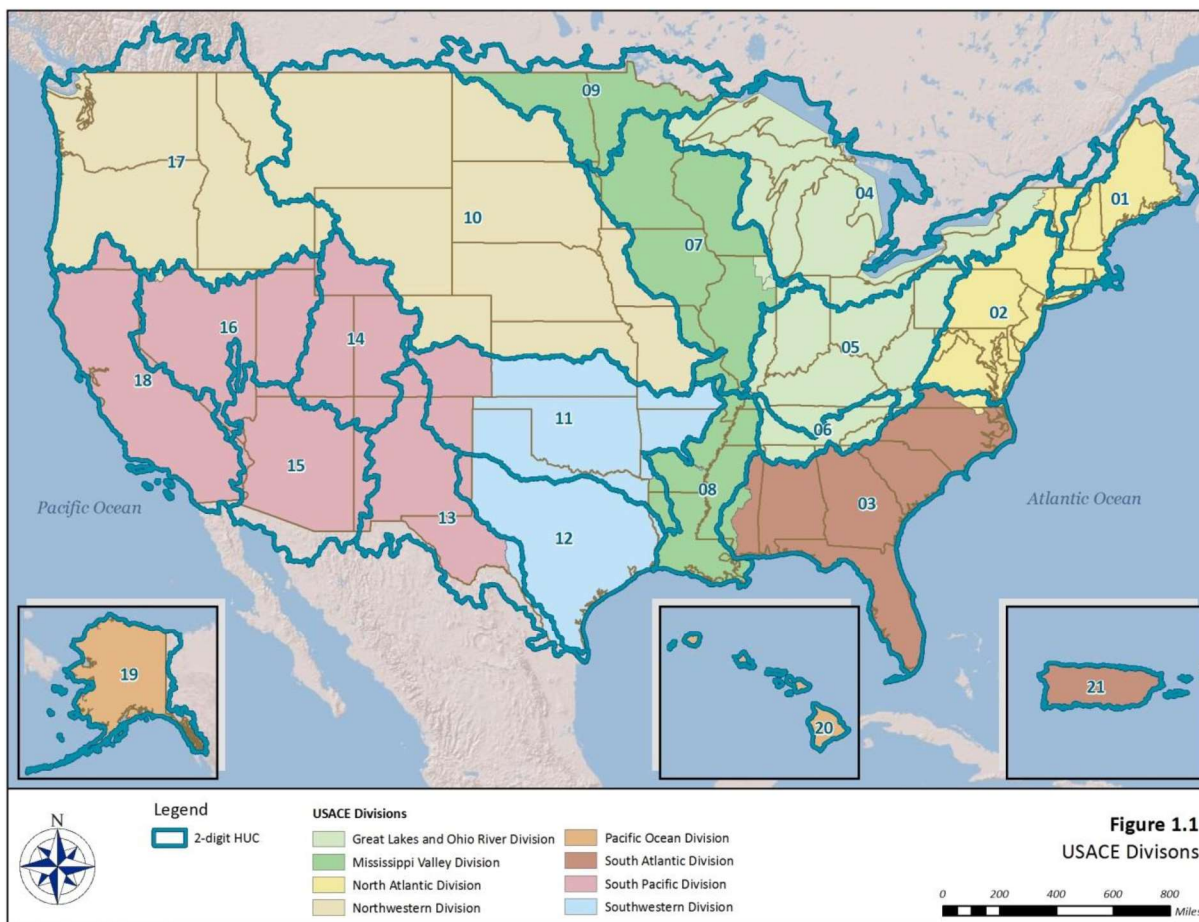 09
17
04
01
10
07
02
16
14
05
18
11
06
15
08
03
13
12
Pacific Ocean
Atlantic Ocean
19
20
21
N
Legend
2-digit HUC
USACE Divisions
Great Lakes and Ohio River Division
Mississippi Valley Division
North Atlantic Division
Northwestern Division
Pacific Ocean Division
South Atlantic Division
South Pacific Division
Southwestern Division
Figure 1.1
USACE Divisons
0 200 400 600 800
Miles